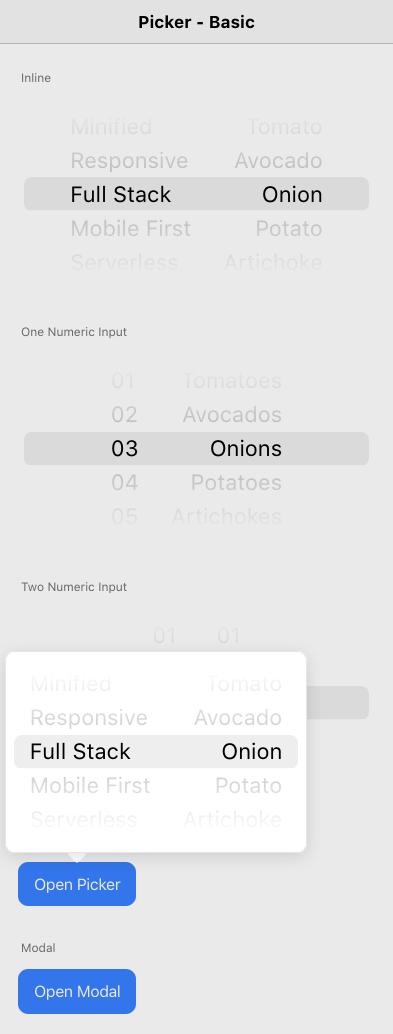 Picker - Basic
Inline
Minified Tomato
Responsive Avocado
Full Stack Onion
Mobile First Potato
Serverless Artichoke
One Numeric Input
01 Tomatoes
02 Avocados
03 Onions
04 Potatoes
05 Artichokes
Two Numeric Input
01 01
Minified Tomato
Responsive Avocado
Full Stack Onion
Mobile First Potato
Serverless Artichoke
Open Picker
Modal
Open Modal